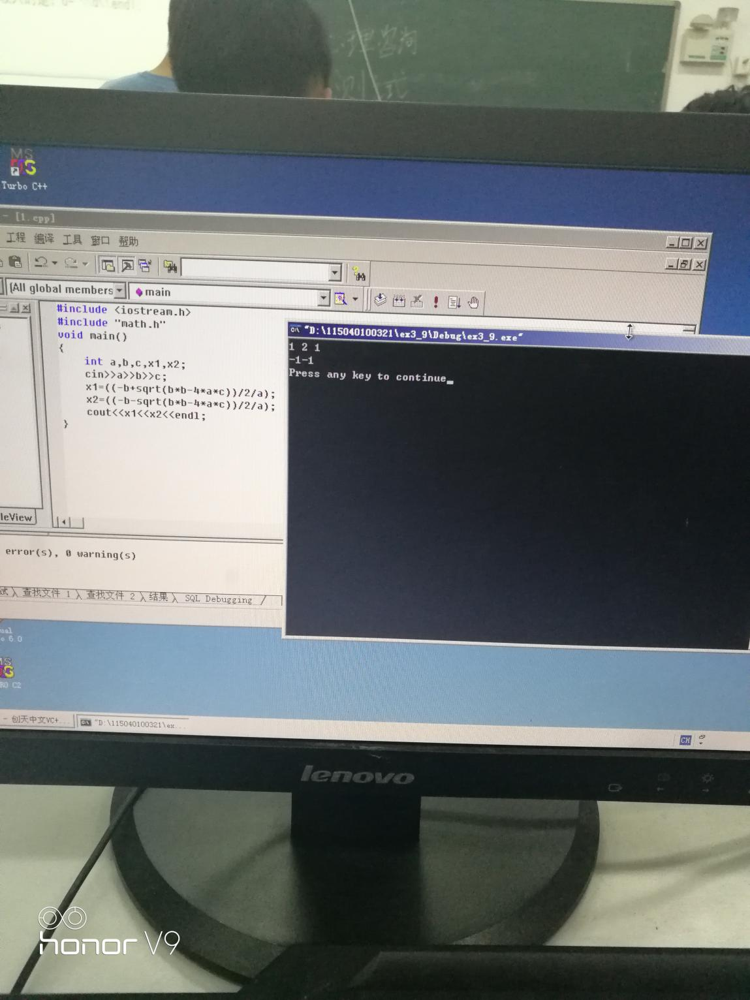 理咨询
测试
MS
Turbo C++
- [1.cpp]
工程 编译 工具 窗口 帮助
(All global members
main
#include <iostream.h>
#include "math.h"
void main()
{
int a,b,c,x1,x2;
cin>>a>>b>>c;
x1=((-b+sqrt(b*b-4*a*c))/2/a);
x2=((-b-sqrt(b*b-4*a*c))/2/a);
cout<<x1<<x2<<endl;
}
"D:\115040100321\ex3_9\Debug\ex3_9.exe"
1 2 1
-1-1
Press any key to continue_
leView
error(s), 0 warning(s)
试 查找文件 1 查找文件 2 结果 SQL Debugging
ual
o 6.0
MS
RO C2
- 创天中文VC+...
"D:\115040100321\ex...
CH
lenovo
honor V9